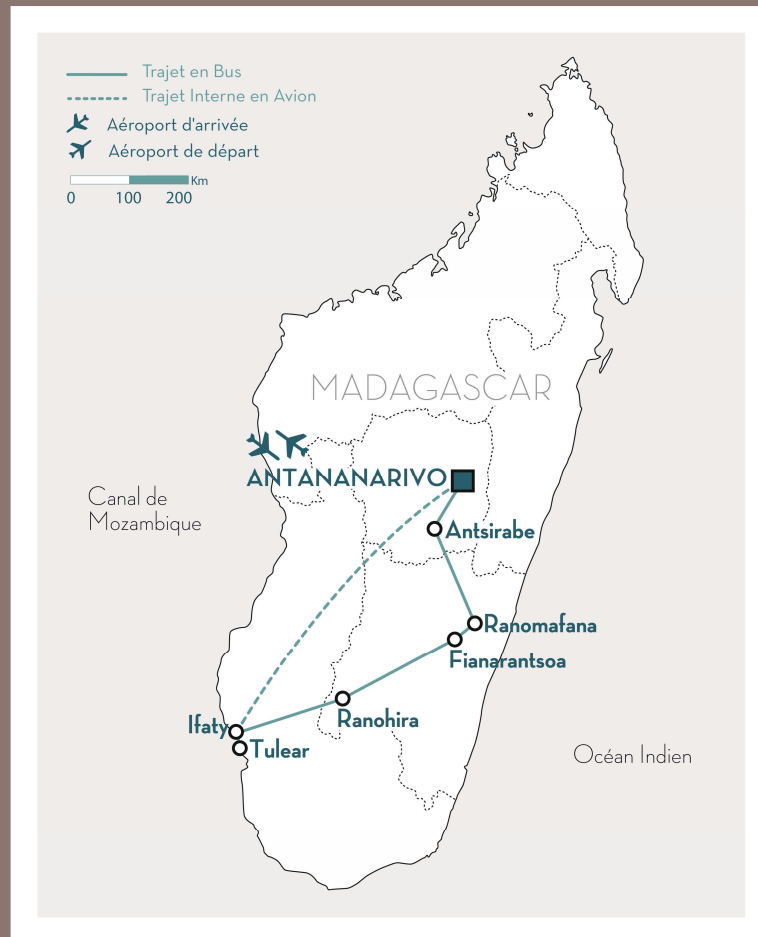 Trajet en Bus
Trajet Interne en Avion
Aéroport d'arrivée
Aéroport de départ
Km
0 100 200
MADAGASCAR
ANTANANARIVO
Canal de
Mozambique
Antsirabe
Ranomafana
Fianarantsoa
Ranohira
Ifaty
Tulear
Océan Indien